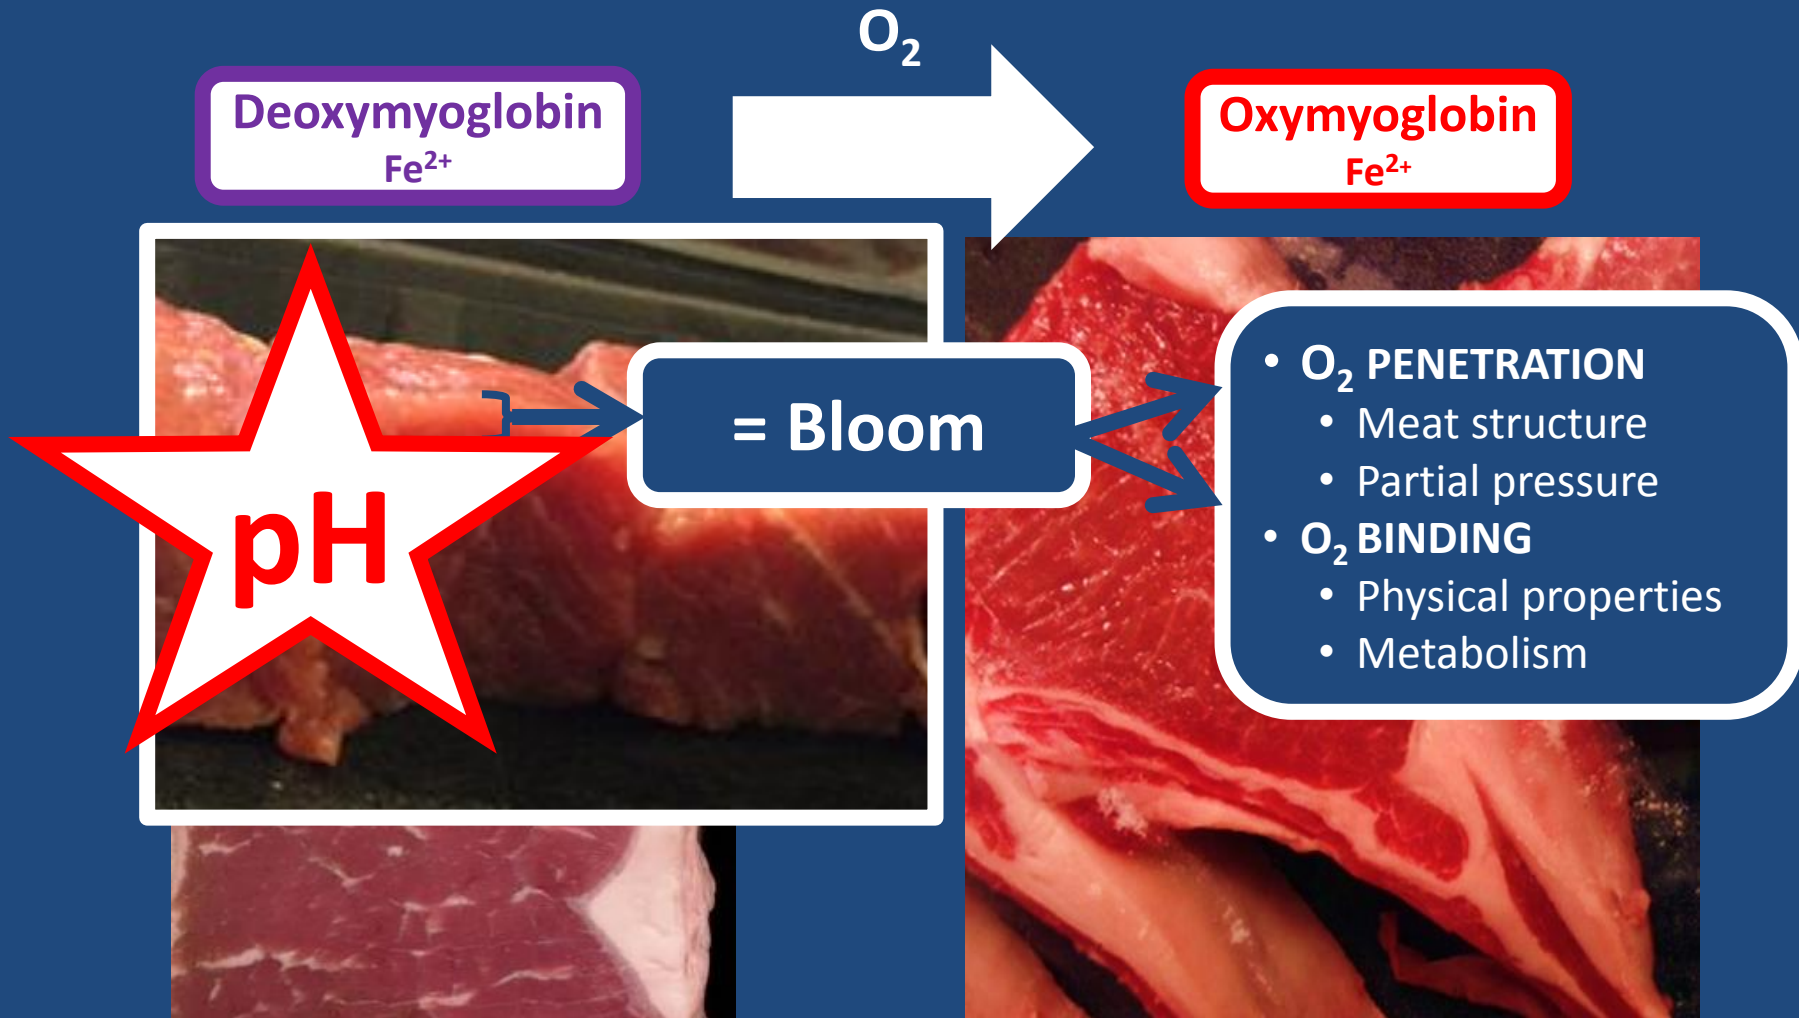 O₂
Deoxymyoglobin
Fe²⁺
Oxymyoglobin
Fe²⁺
pH
= Bloom
• O₂ PENETRATION
• Meat structure
• Partial pressure
• O₂ BINDING
• Physical properties
• Metabolism